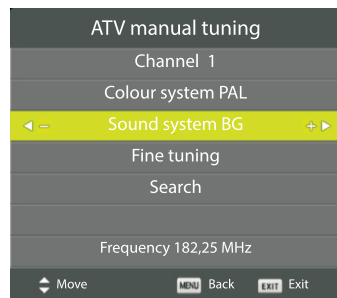 ATV manual tuning
Channel 1
Colour system PAL
− Sound system BG +
Fine tuning
Search
Frequency 182,25 MHz
Move MENU Back EXIT Exit